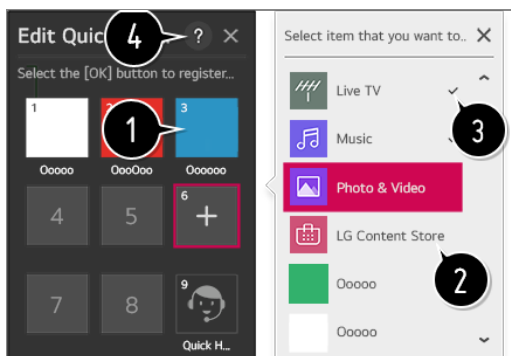 Edit Quic
4
?
Select the [OK] button to register...
1
2
3
1
Ooooo
OooOoo
Oooooo
4
5
6
+
7
8
9
Quick H...
Select item that you want to..
Live TV
3
Music
Photo & Video
LG Content Store
2
Ooooo
Ooooo